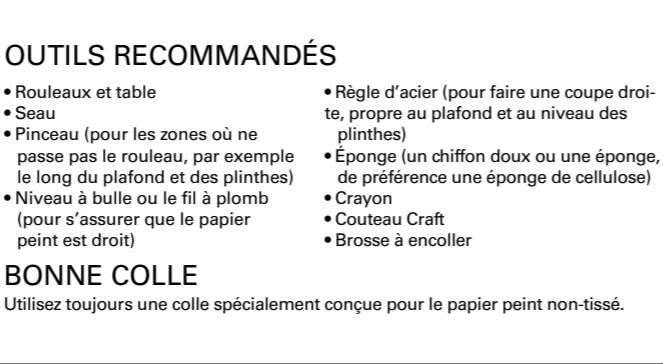 OUTILS RECOMMANDÉS
• Rouleaux et table
• Seau
• Pinceau (pour les zones où ne
passe pas le rouleau, par exemple
le long du plafond et des plinthes)
• Niveau à bulle ou le fil à plomb
(pour s’assurer que le papier
peint est droit)
• Règle d’acier (pour faire une coupe droi-
te, propre au plafond et au niveau des
plinthes)
• Éponge (un chiffon doux ou une éponge,
de préférence une éponge de cellulose)
• Crayon
• Couteau Craft
• Brosse à encoller
BONNE COLLE
Utilisez toujours une colle spécialement conçue pour le papier peint non-tissé.